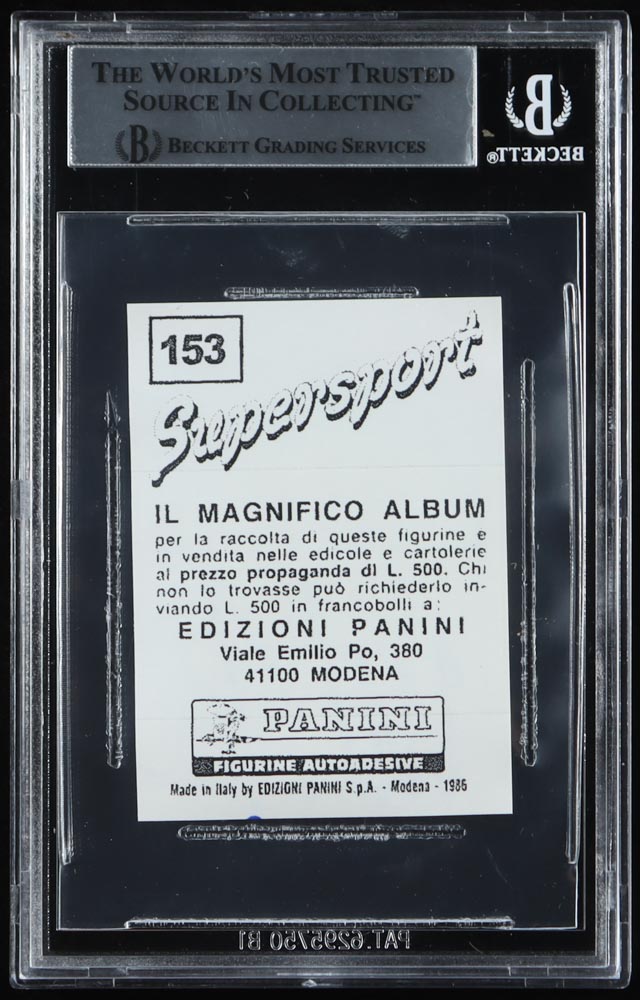 THE WORLD'S MOST TRUSTED
SOURCE IN COLLECTING™
B BECKETT GRADING SERVICES
B
BECKETT®
153
Supersport
IL MAGNIFICO ALBUM
per la raccolta di queste figurine e
in vendita nelle edicole e cartolerie
al prezzo propaganda di L. 500. Chi
non lo trovasse può richiederlo in-
viando L. 500 in francobolli a:
EDIZIONI PANINI
Viale Emilio Po, 380
41100 MODENA
PANINI
FIGURINE AUTOADESIVE
Made in Italy by EDIZIONI PANINI S.p.A. - Modena - 1986
PAT. 6295750 B1